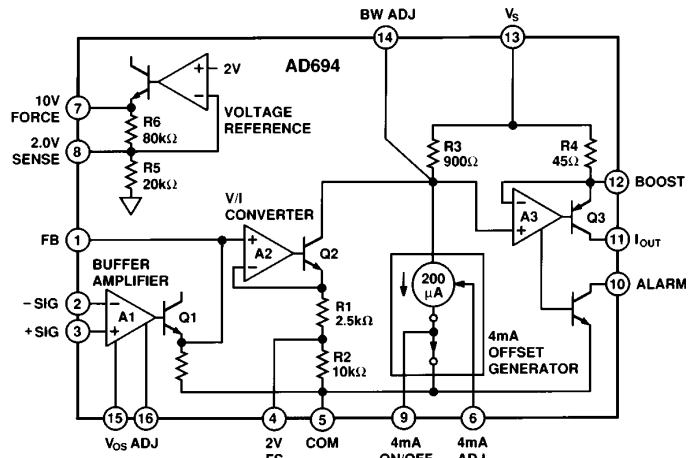 BW ADJ
V_S
14
13
AD694
2V
+
−
10V
FORCE
7
VOLTAGE
REFERENCE
R6
80kΩ
2.0V
SENSE
8
R5
20kΩ
R3
900Ω
R4
45Ω
12
BOOST
V/I
CONVERTER
−
+
A3
Q3
11
I_OUT
FB
1
+
−
A2
Q2
BUFFER
AMPLIFIER
200
μA
10
ALARM
−SIG
2
−
+SIG
3
+
A1
Q1
R1
2.5kΩ
R2
10kΩ
4mA
OFFSET
GENERATOR
15
16
4
5
9
6
V_OS ADJ
2V
COM
4mA
4mA